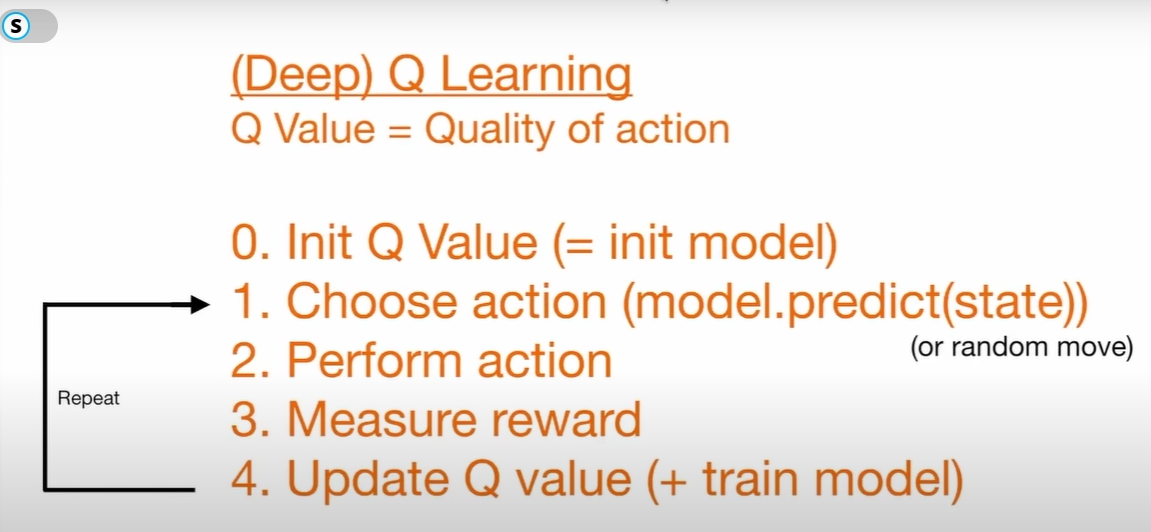 S
(Deep) Q Learning
Q Value = Quality of action
0. Init Q Value (= init model)
1. Choose action (model.predict(state))
(or random move)
2. Perform action
Repeat
3. Measure reward
4. Update Q value (+ train model)